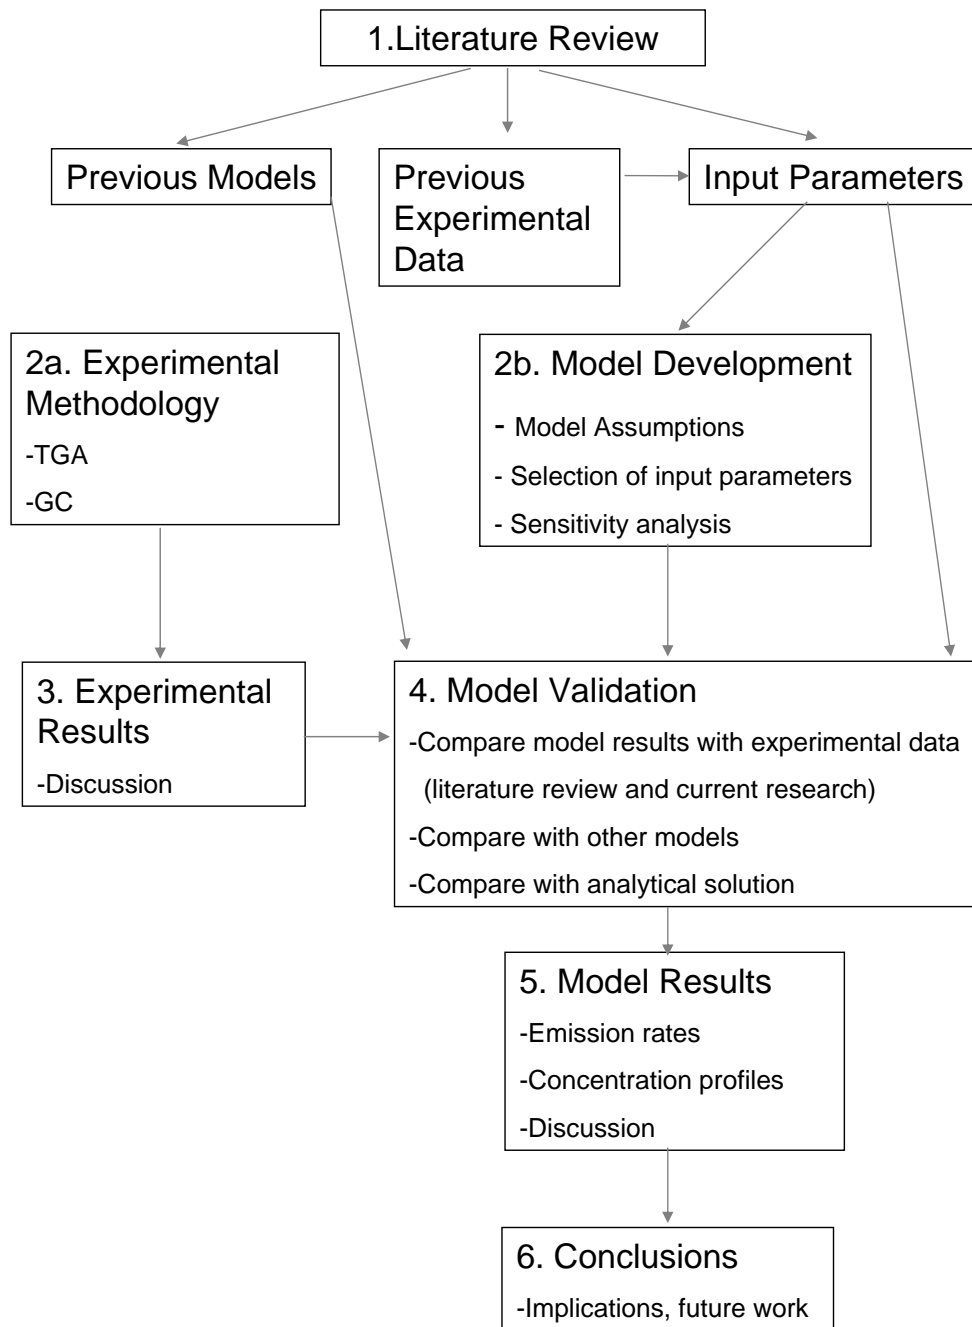 1.Literature Review
Previous Models
Previous
Experimental
Data
Input Parameters
2a. Experimental
Methodology
-TGA
-GC
2b. Model Development
- Model Assumptions
- Selection of input parameters
- Sensitivity analysis
3. Experimental
Results
-Discussion
4. Model Validation
-Compare model results with experimental data
(literature review and current research)
-Compare with other models
-Compare with analytical solution
5. Model Results
-Emission rates
-Concentration profiles
-Discussion
6. Conclusions
-Implications, future work